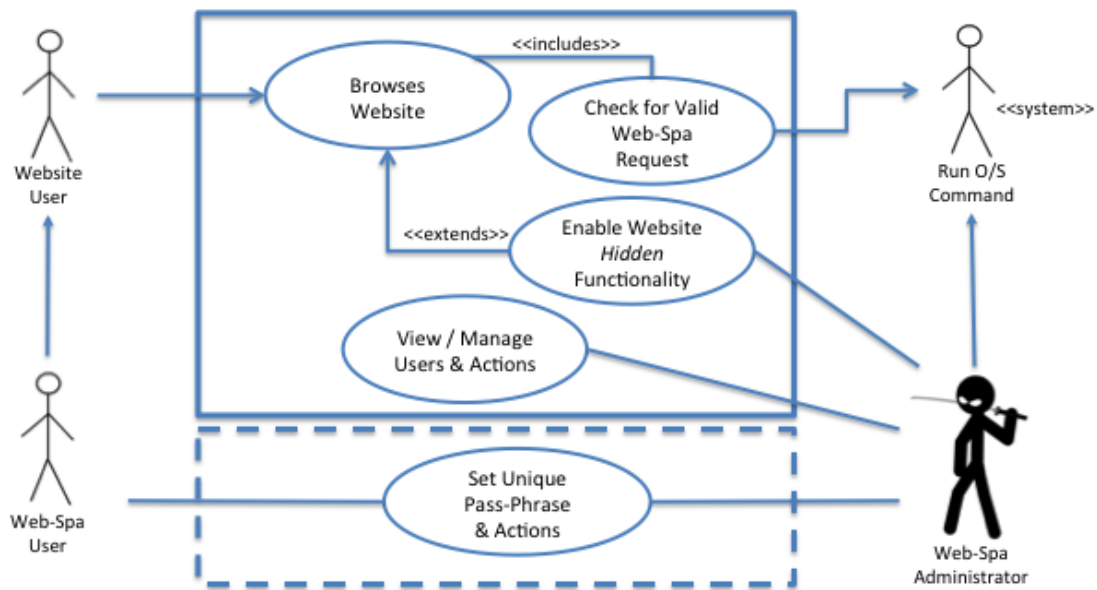 <<includes>>
Browses
Website
Check for Valid
Web-Spa
Request
<<system>>
Website
User
Run O/S
Command
<<extends>>
Enable Website
Hidden
Functionality
View / Manage
Users & Actions
Set Unique
Pass-Phrase
& Actions
Web-Spa
User
Web-Spa
Administrator